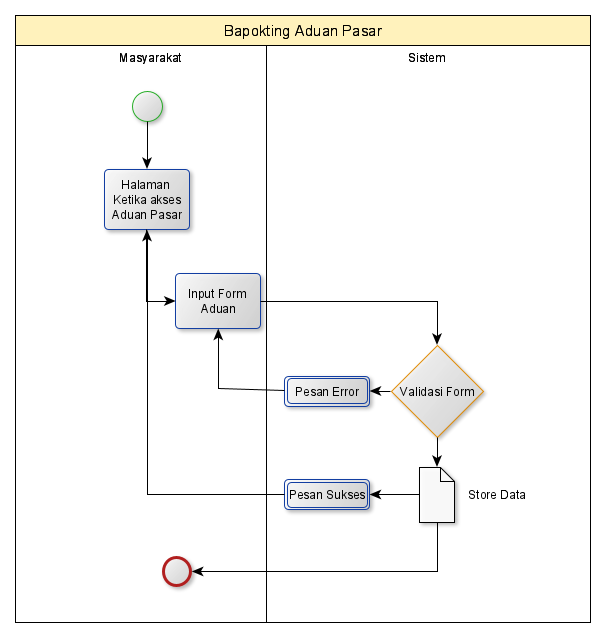 Bapokting Aduan Pasar
Masyarakat
Sistem
Halaman
Ketika akses
Aduan Pasar
Input Form
Aduan
Pesan Error
Validasi Form
Pesan Sukses
Store Data